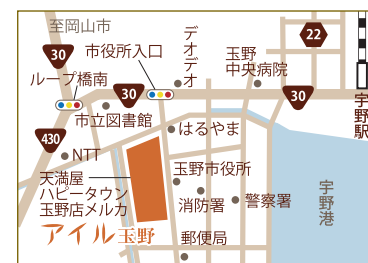 至岡山市
デオデオ
22
30
市役所入口
玉野
中央病院
ループ橋南
30
30
宇野駅
市立図書館
はるやま
430
NTT
天満屋
ハピータウン
玉野店メルカ
玉野市役所
宇野港
消防署
警察署
アイル玉野
郵便局